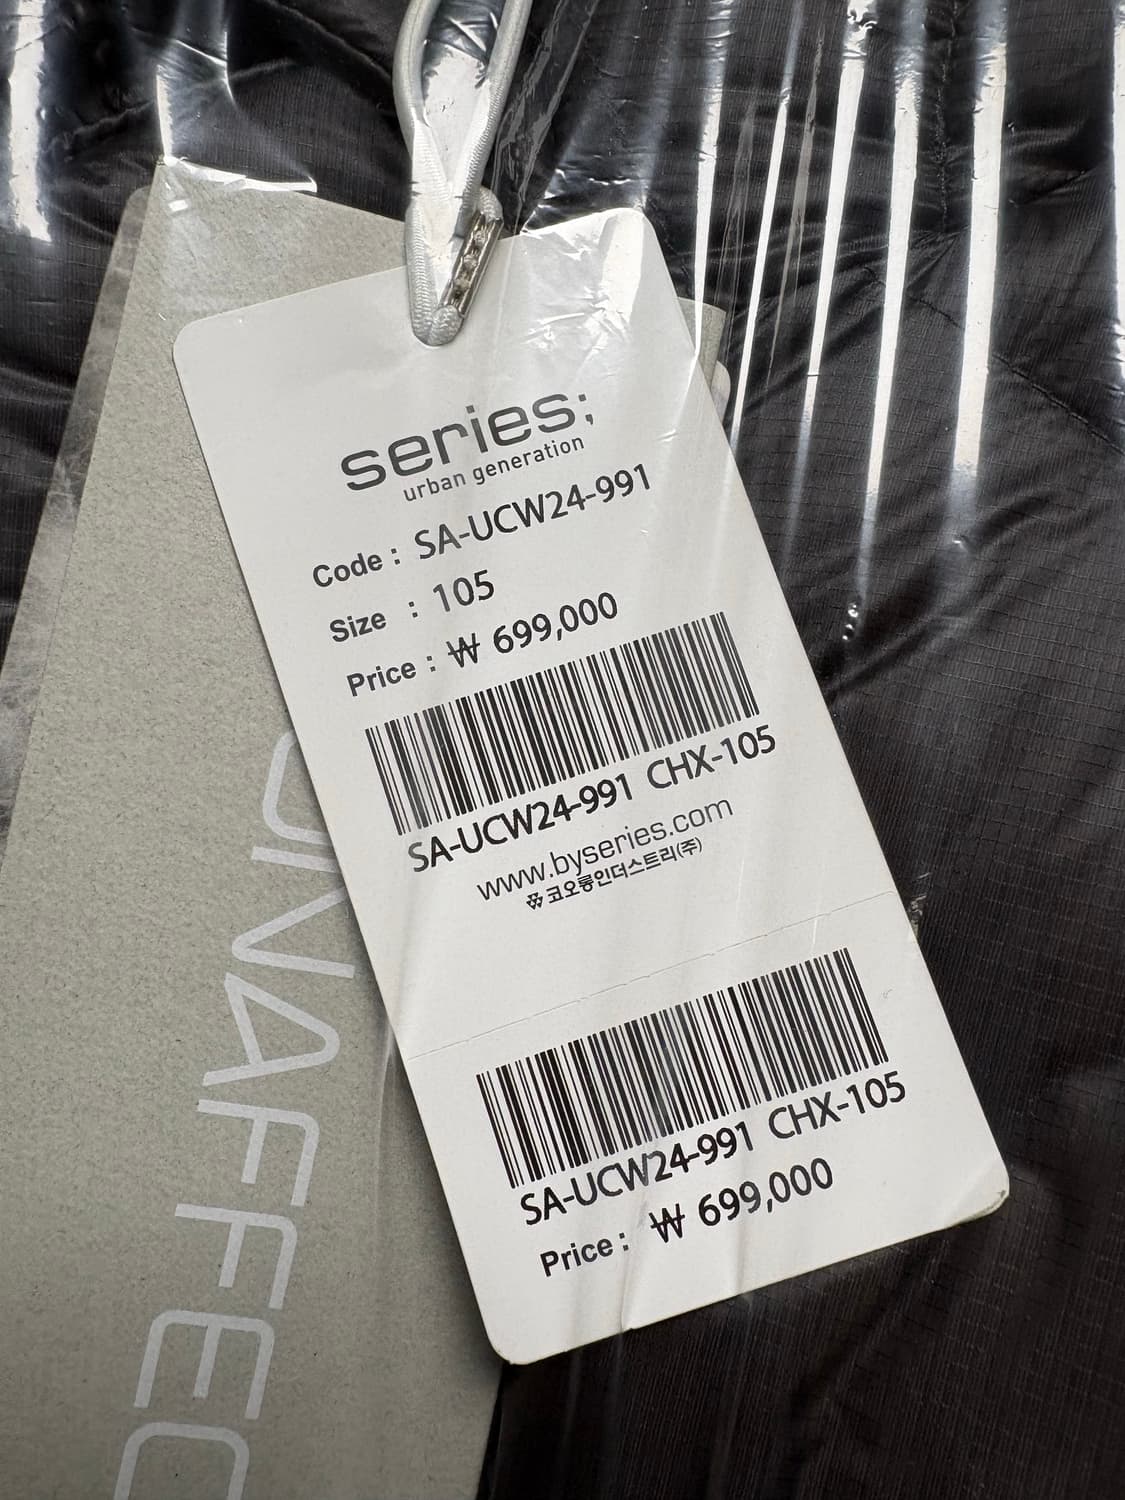 series;
urban generation
Code : SA-UCW24-991
Size : 105
Price : ₩ 699,000
SA-UCW24-991 CHX-105
www.byseries.com
코오롱인더스트리(주)
SA-UCW24-991 CHX-105
Price : ₩ 699,000
UNAFFEC